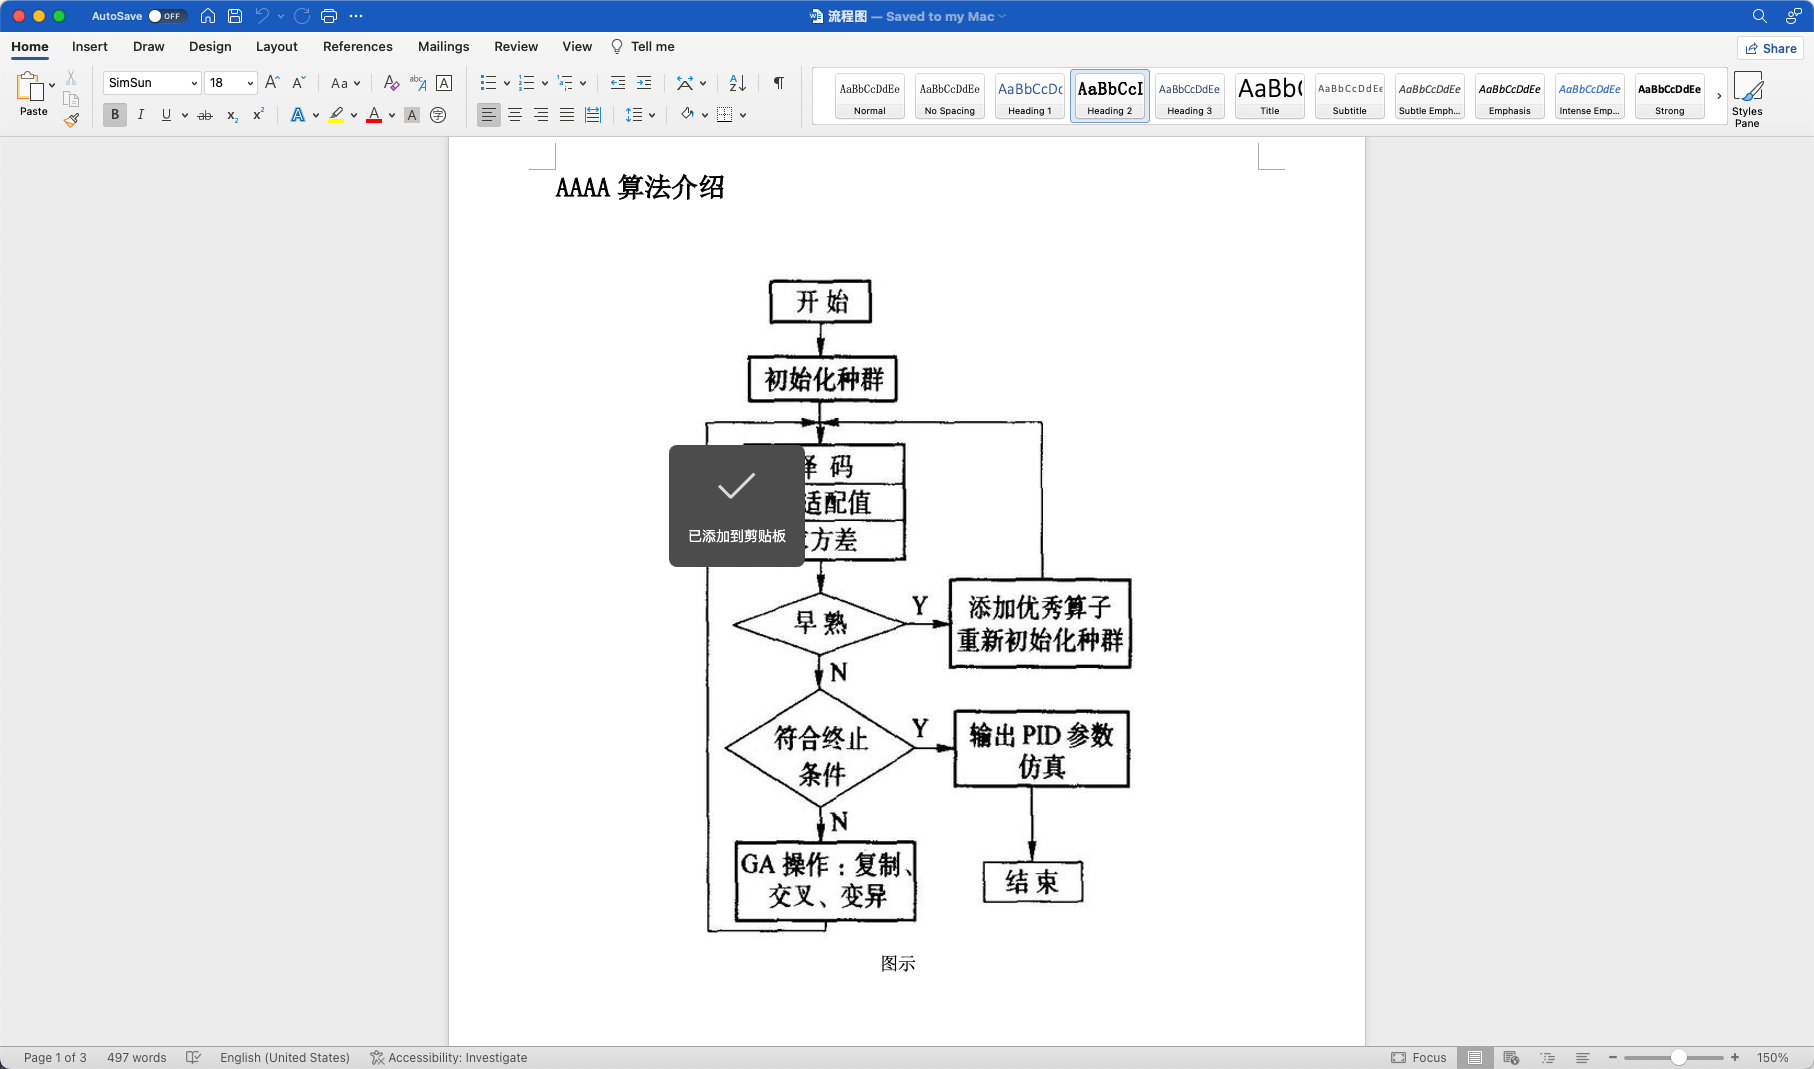 AutoSave OFF
流程图 — Saved to my Mac
Home Insert Draw Design Layout References Mailings Review View Tell me
Share
Paste
SimSun 18
Aa
AaBbCcDdEe Normal
AaBbCcDdEe No Spacing
AaBbCcDc Heading 1
AaBbCcI Heading 2
AaBbCcDdEe Heading 3
AaBb( Title
AaBbCcDdEe Subtitle
AaBbCcDdEe Subtle Emph...
AaBbCcDdEe Emphasis
AaBbCcDdEe Intense Emp...
AaBbCcDdEe Strong
Styles
Pane
AAAA 算法介绍
开 始
初始化种群
码
适配值
方差
已添加到剪贴板
早 熟
Y
添加优秀算子
重新初始化种群
N
符合终止
条件
Y
输出 PID 参数
仿真
N
GA 操作：复制、
交叉、变异
结 束
图示
Page 1 of 3 497 words English (United States) Accessibility: Investigate Focus 150%